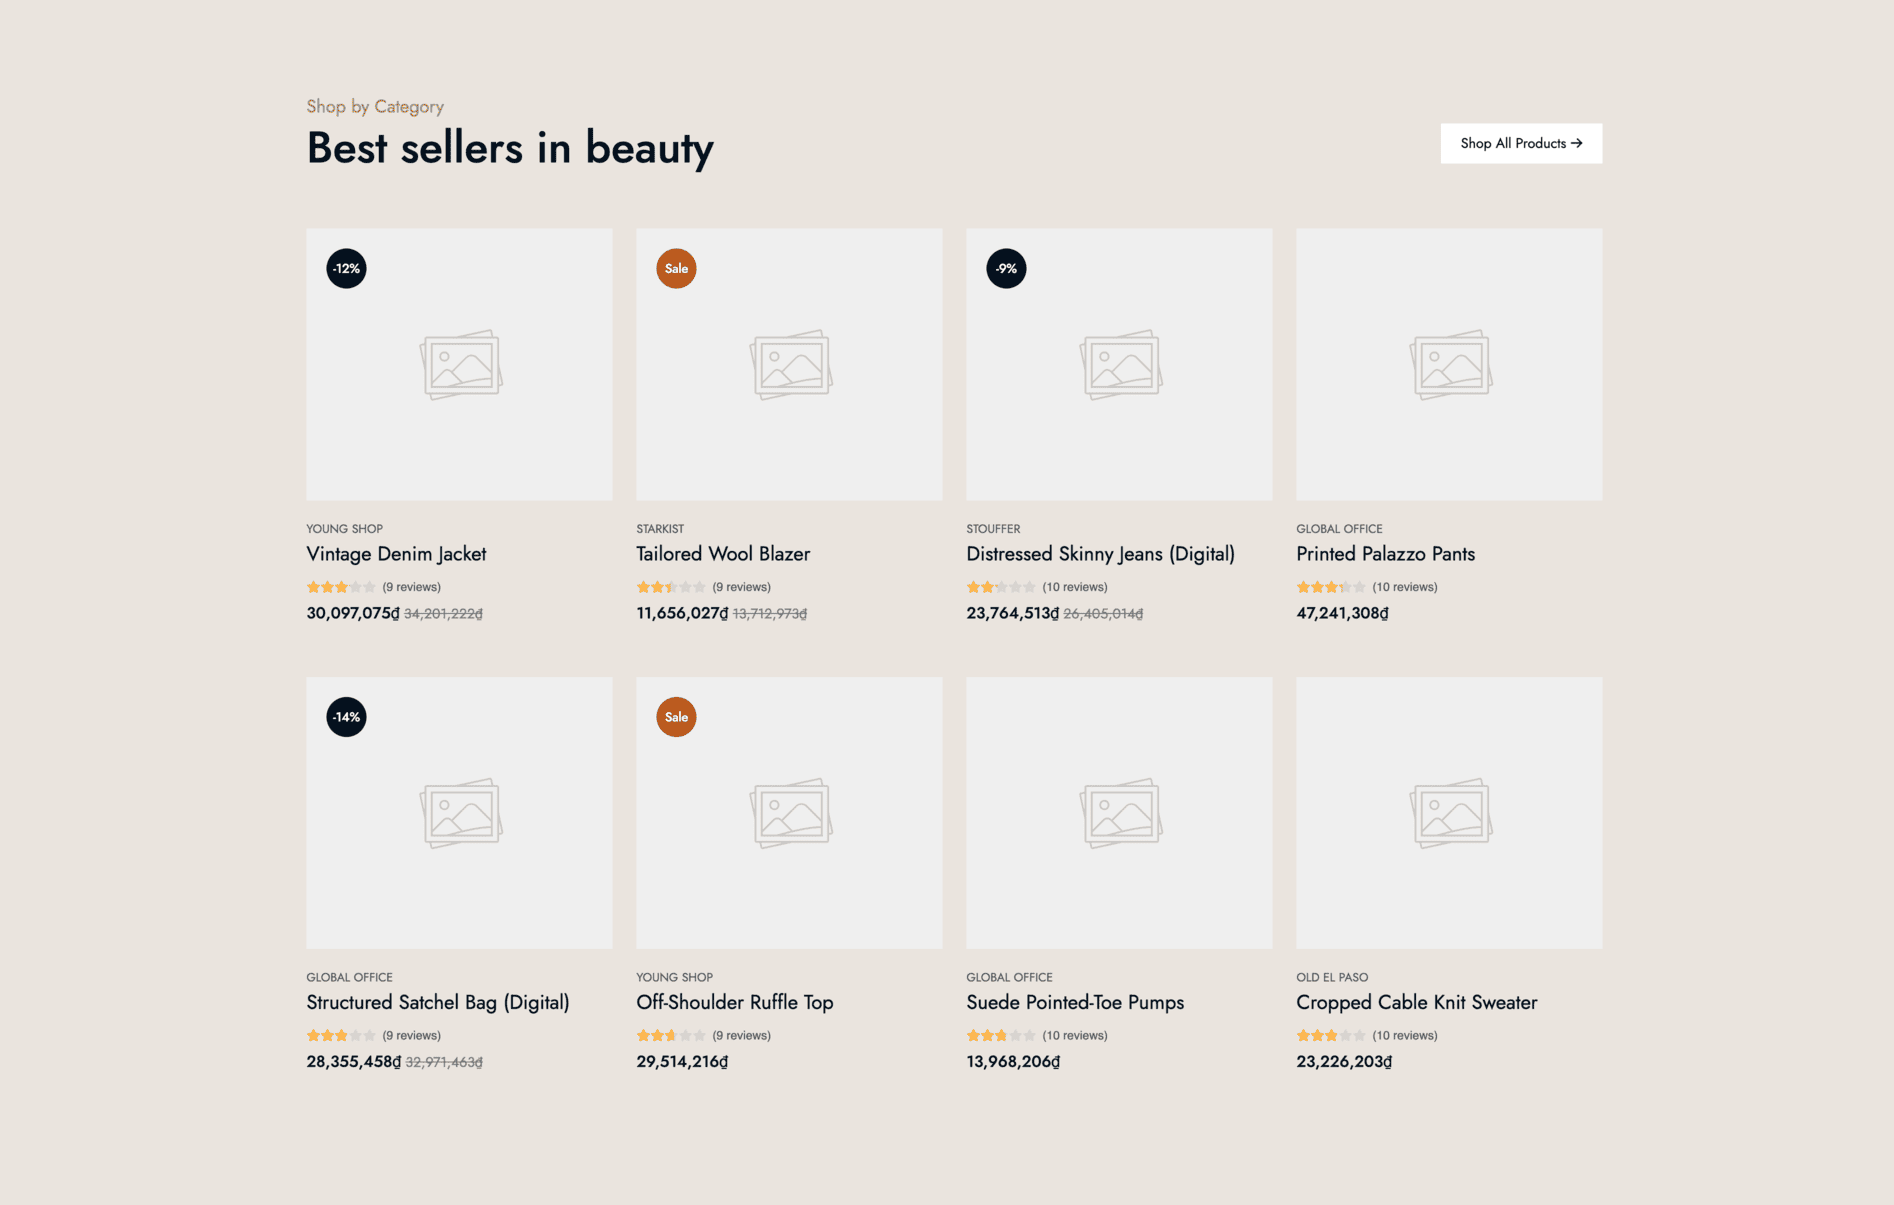 Shop by Category
Best sellers in beauty
Shop All Products →
-12%
Sale
-9%
YOUNG SHOP
Vintage Denim Jacket
(9 reviews)
30,097,075₫ 34,201,222₫
STARKIST
Tailored Wool Blazer
(9 reviews)
11,656,027₫ 13,712,973₫
STOUFFER
Distressed Skinny Jeans (Digital)
(10 reviews)
23,764,513₫ 26,405,014₫
GLOBAL OFFICE
Printed Palazzo Pants
(10 reviews)
47,241,308₫
-14%
Sale
GLOBAL OFFICE
Structured Satchel Bag (Digital)
(9 reviews)
28,355,458₫ 32,971,463₫
YOUNG SHOP
Off-Shoulder Ruffle Top
(9 reviews)
29,514,216₫
GLOBAL OFFICE
Suede Pointed-Toe Pumps
(10 reviews)
13,968,206₫
OLD EL PASO
Cropped Cable Knit Sweater
(10 reviews)
23,226,203₫